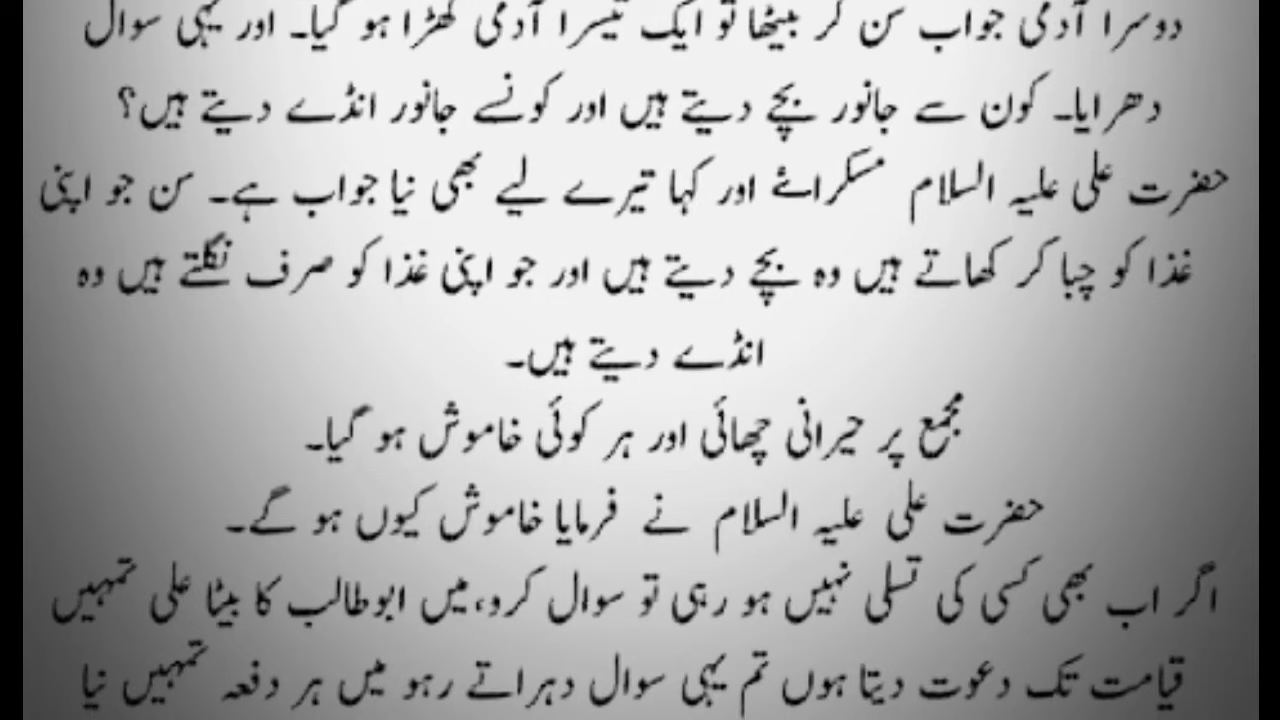 دوسرا آدمی جواب سن کر بیٹھا تو ایک تیسرا آدمی کھڑا ہو گیا۔ اور یہی سوال
دھرایا۔ کون سے جانور بچے دیتے ہیں اور کونسے جانور انڈے دیتے ہیں؟
حضرت علی علیہ السلام مسکرائے اور کہا تیرے لیے بھی نیا جواب ہے۔ سن جو اپنی
غذا کو چبا کر کھاتے ہیں وہ بچے دیتے ہیں اور جو اپنی غذا کو صرف نگلتے ہیں وہ
انڈے دیتے ہیں۔
مجمع پر حیرانی چھائی اور ہر کوئی خاموش ہو گیا۔
حضرت علی علیہ السلام نے فرمایا خاموش کیوں ہو گے۔
اگر اب بھی کسی کی تسلی نہیں ہو رہی تو سوال کرو،میں ابوطالب کا بیٹا علی تمہیں
قیامت تک دعوت دیتا ہوں تم یہی سوال دہراتے رہو میں ہر دفعہ تمہیں نیا